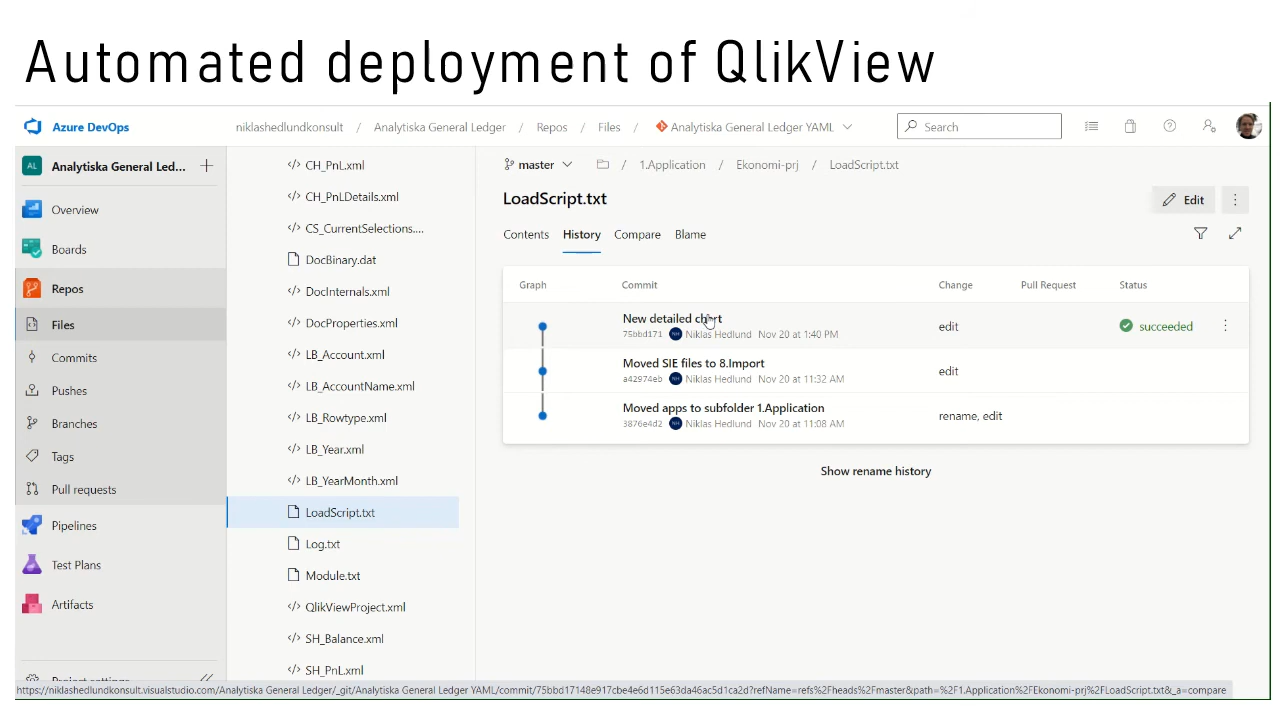 Automated deployment of QlikView
Azure DevOps
niklashedlundkonsult / Analytiska General Ledger / Repos / Files / Analytiska General Ledger YAML
Search
AL Analytiska General Led... +
Overview
Boards
Repos
Files
Commits
Pushes
Branches
Tags
Pull requests
Pipelines
Test Plans
Artifacts
Project settings
</> CH_PnL.xml
</> CH_PnLDetails.xml
</> CS_CurrentSelections....
DocBinary.dat
</> DocInternals.xml
</> DocProperties.xml
</> LB_Account.xml
</> LB_AccountName.xml
</> LB_Rowtype.xml
</> LB_Year.xml
</> LB_YearMonth.xml
LoadScript.txt
Log.txt
Module.txt
</> QlikViewProject.xml
</> SH_Balance.xml
</> SH_PnL.xml
master / 1.Application / Ekonomi-prj / LoadScript.txt
LoadScript.txt
Edit
Contents History Compare Blame
Graph Commit Change Pull Request Status
New detailed chart
75bbd171 NH Niklas Hedlund Nov 20 at 1:40 PM
edit
succeeded
Moved SIE files to 8.Import
a42974eb NH Niklas Hedlund Nov 20 at 11:32 AM
edit
Moved apps to subfolder 1.Application
3876e4d2 NH Niklas Hedlund Nov 20 at 11:08 AM
rename, edit
Show rename history
https://niklashedlundkonsult.visualstudio.com/Analytiska General Ledger/_git/Analytiska General Ledger YAML/commit/75bbd17148e917cbe4e6d115e63da46ac5d1ca2d?refName=refs%2Fheads%2Fmaster&path=%2F1.Application%2FEkonomi-prj%2FLoadScript.txt&_a=compare